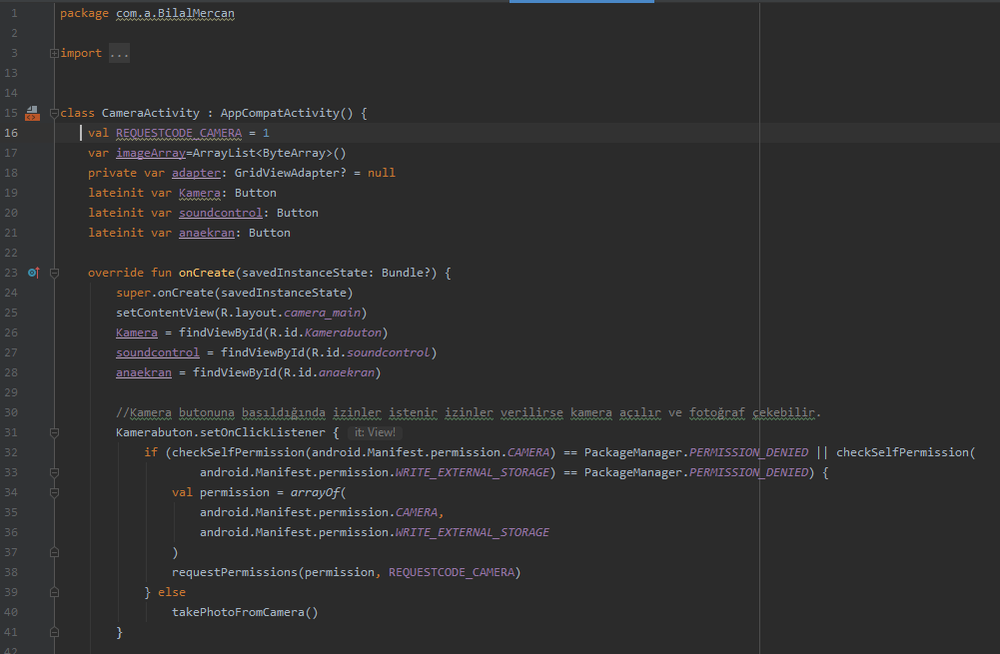 1 package com.a.BilalMercan
2
3 import ...
13
14
15 class CameraActivity : AppCompatActivity() {
16 val REQUESTCODE_CAMERA = 1
17 var imageArray=ArrayList<ByteArray>()
18 private var adapter: GridViewAdapter? = null
19 lateinit var Kamera: Button
20 lateinit var soundcontrol: Button
21 lateinit var anaekran: Button
22
23 override fun onCreate(savedInstanceState: Bundle?) {
24 super.onCreate(savedInstanceState)
25 setContentView(R.layout.camera_main)
26 Kamera = findViewById(R.id.Kamerabuton)
27 soundcontrol = findViewById(R.id.soundcontrol)
28 anaekran = findViewById(R.id.anaekran)
29
30 //Kamera butonuna basıldığında izinler istenir izinler verilirse kamera açılır ve fotoğraf çekebilir.
31 Kamerabuton.setOnClickListener { it: View!
32 if (checkSelfPermission(android.Manifest.permission.CAMERA) == PackageManager.PERMISSION_DENIED || checkSelfPermission(
33 android.Manifest.permission.WRITE_EXTERNAL_STORAGE) == PackageManager.PERMISSION_DENIED) {
34 val permission = arrayOf(
35 android.Manifest.permission.CAMERA,
36 android.Manifest.permission.WRITE_EXTERNAL_STORAGE
37 )
38 requestPermissions(permission, REQUESTCODE_CAMERA)
39 } else
40 takePhotoFromCamera()
41 }
42